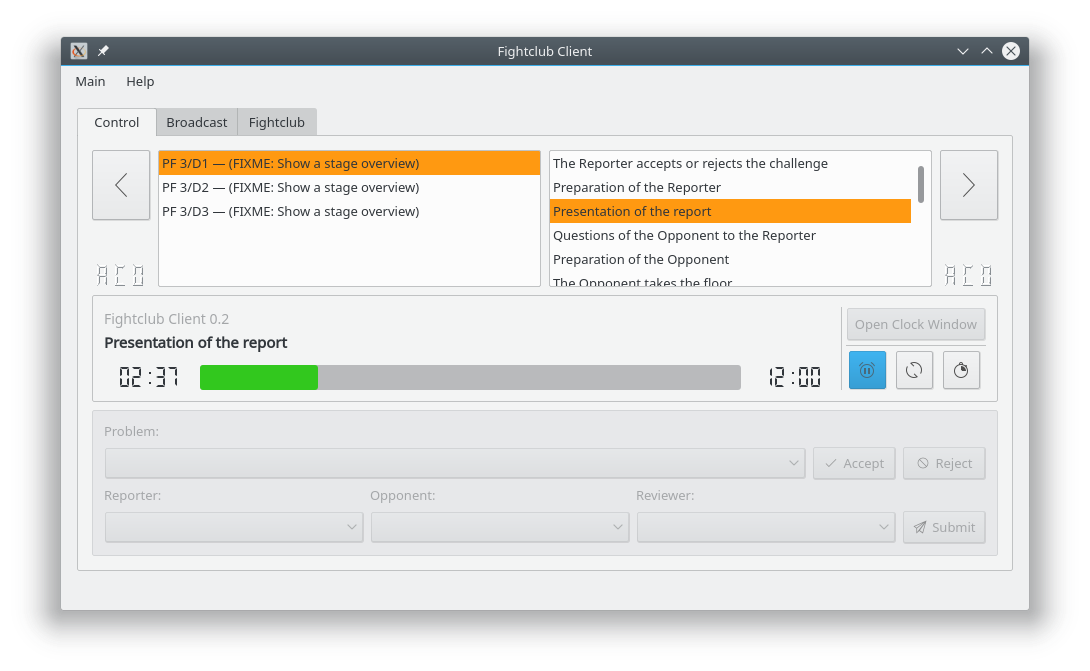 Fightclub Client
Main Help
Control Broadcast Fightclub
PF 3/D1 — (FIXME: Show a stage overview)
PF 3/D2 — (FIXME: Show a stage overview)
PF 3/D3 — (FIXME: Show a stage overview)
The Reporter accepts or rejects the challenge
Preparation of the Reporter
Presentation of the report
Questions of the Opponent to the Reporter
Preparation of the Opponent
The Opponent takes the floor
Fightclub Client 0.2
Open Clock Window
Presentation of the report
02:37 12:00
Problem:
Accept Reject
Reporter: Opponent: Reviewer:
Submit